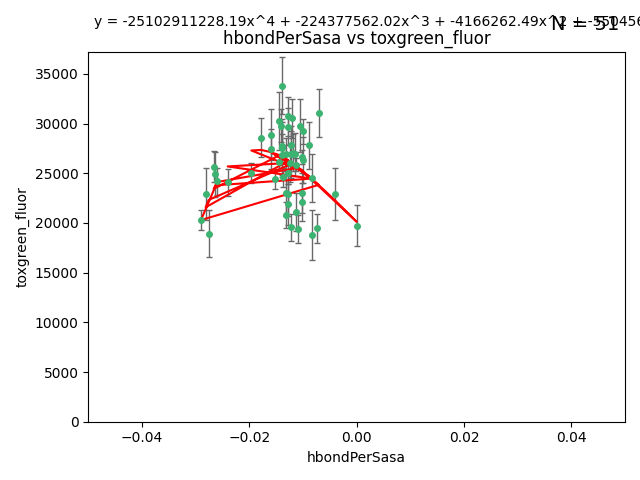 y = -25102911228.19x^4 + -224377562.02x^3 + -4166262.49x^2 +
N = 51
hbondPerSasa vs toxgreen_fluor
toxgreen_fluor
35000
30000
25000
20000
15000
10000
5000
0
-0.04 -0.02 0.00 0.02 0.04
hbondPerSasa